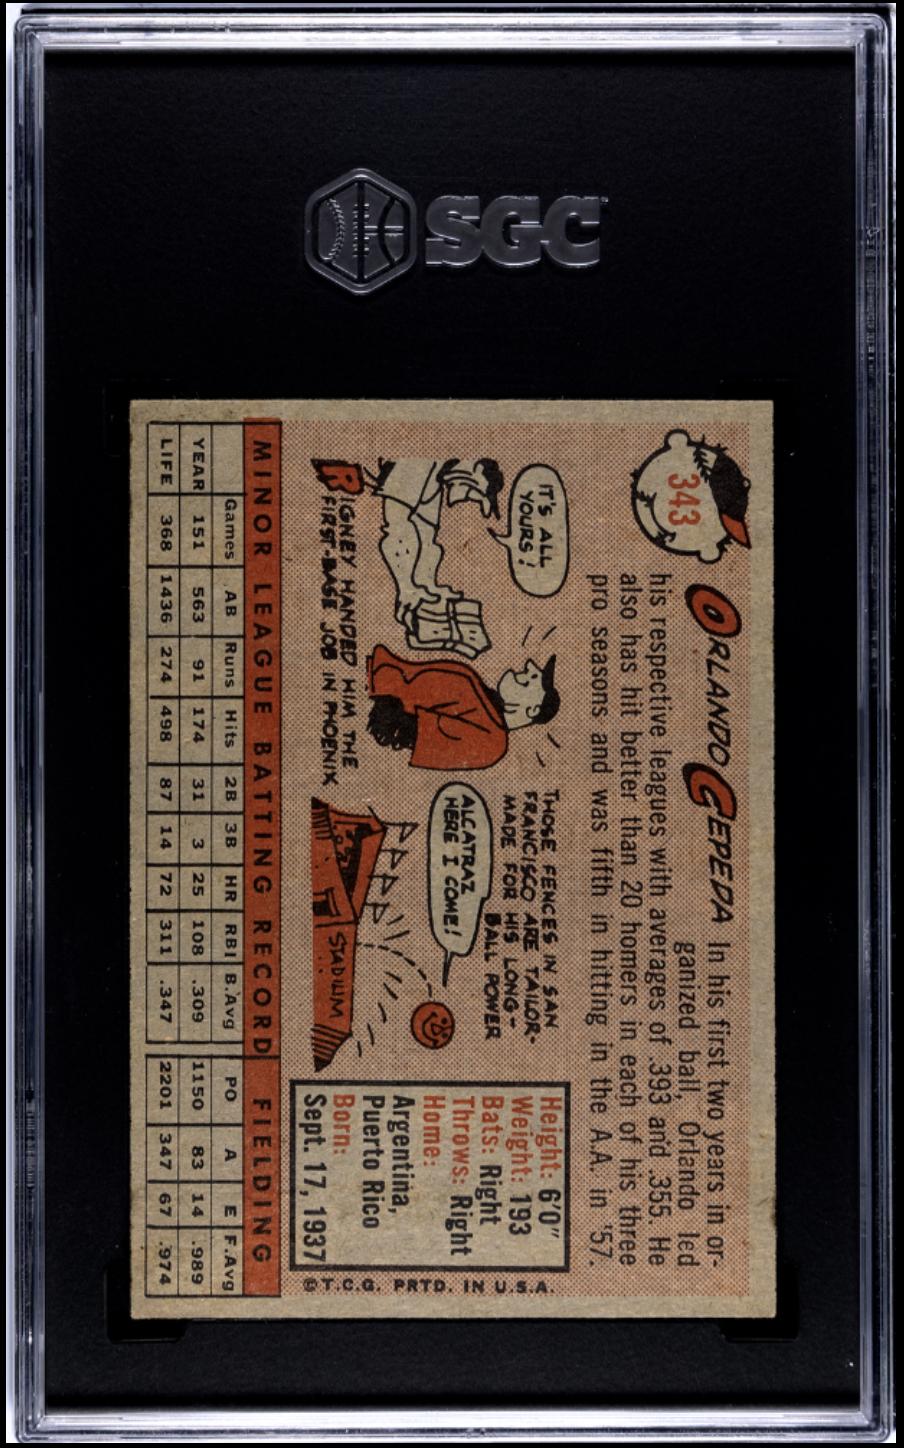 SGC
343
ORLANDO CEPEDA In his first two years in or-
ganized ball, Orlando led
his respective leagues with averages of .393 and .355. He
also has hit better than 20 homers in each of his three
pro seasons and was fifth in hitting in the A.A. in '57.
IT'S ALL
YOURS!
RIGNEY HANDED HIM THE
FIRST-BASE JOB IN PHOENIX
THOSE FENCES IN SAN
FRANCISCO ARE TAILOR-
MADE FOR HIS LONG-
BALL POWER
ALCATRAZ
HERE I COME!
STADIUM
Height: 6'0"
Weight: 193
Bats: Right
Throws: Right
Home:
Argentina,
Puerto Rico
Born:
Sept. 17, 1937
©T.C.G. PRTD. IN U.S.A.
MINOR LEAGUE BATTING RECORD FIELDING
Games AB Runs Hits 2B 3B HR RBI B.Avg PO A E F.Avg
YEAR 151 563 91 174 31 3 25 108 .309 1150 83 14 .989
LIFE 368 1436 274 498 87 14 72 311 .347 2201 347 67 .974